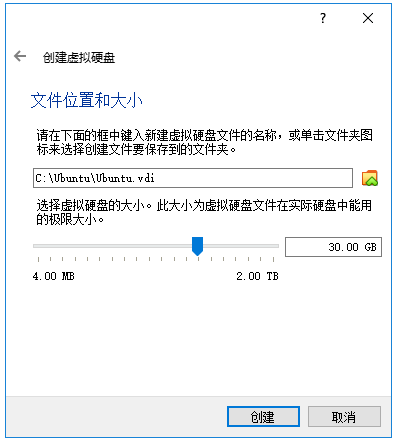 ?
创建虚拟硬盘
文件位置和大小
请在下面的框中键入新建虚拟硬盘文件的名称，或单击文件夹图
标来选择创建文件要保存到的文件夹。
C:\Ubuntu\Ubuntu.vdi
选择虚拟硬盘的大小。此大小为虚拟硬盘文件在实际硬盘中能用
的极限大小。
30.00 GB
4.00 MB 2.00 TB
创建 取消